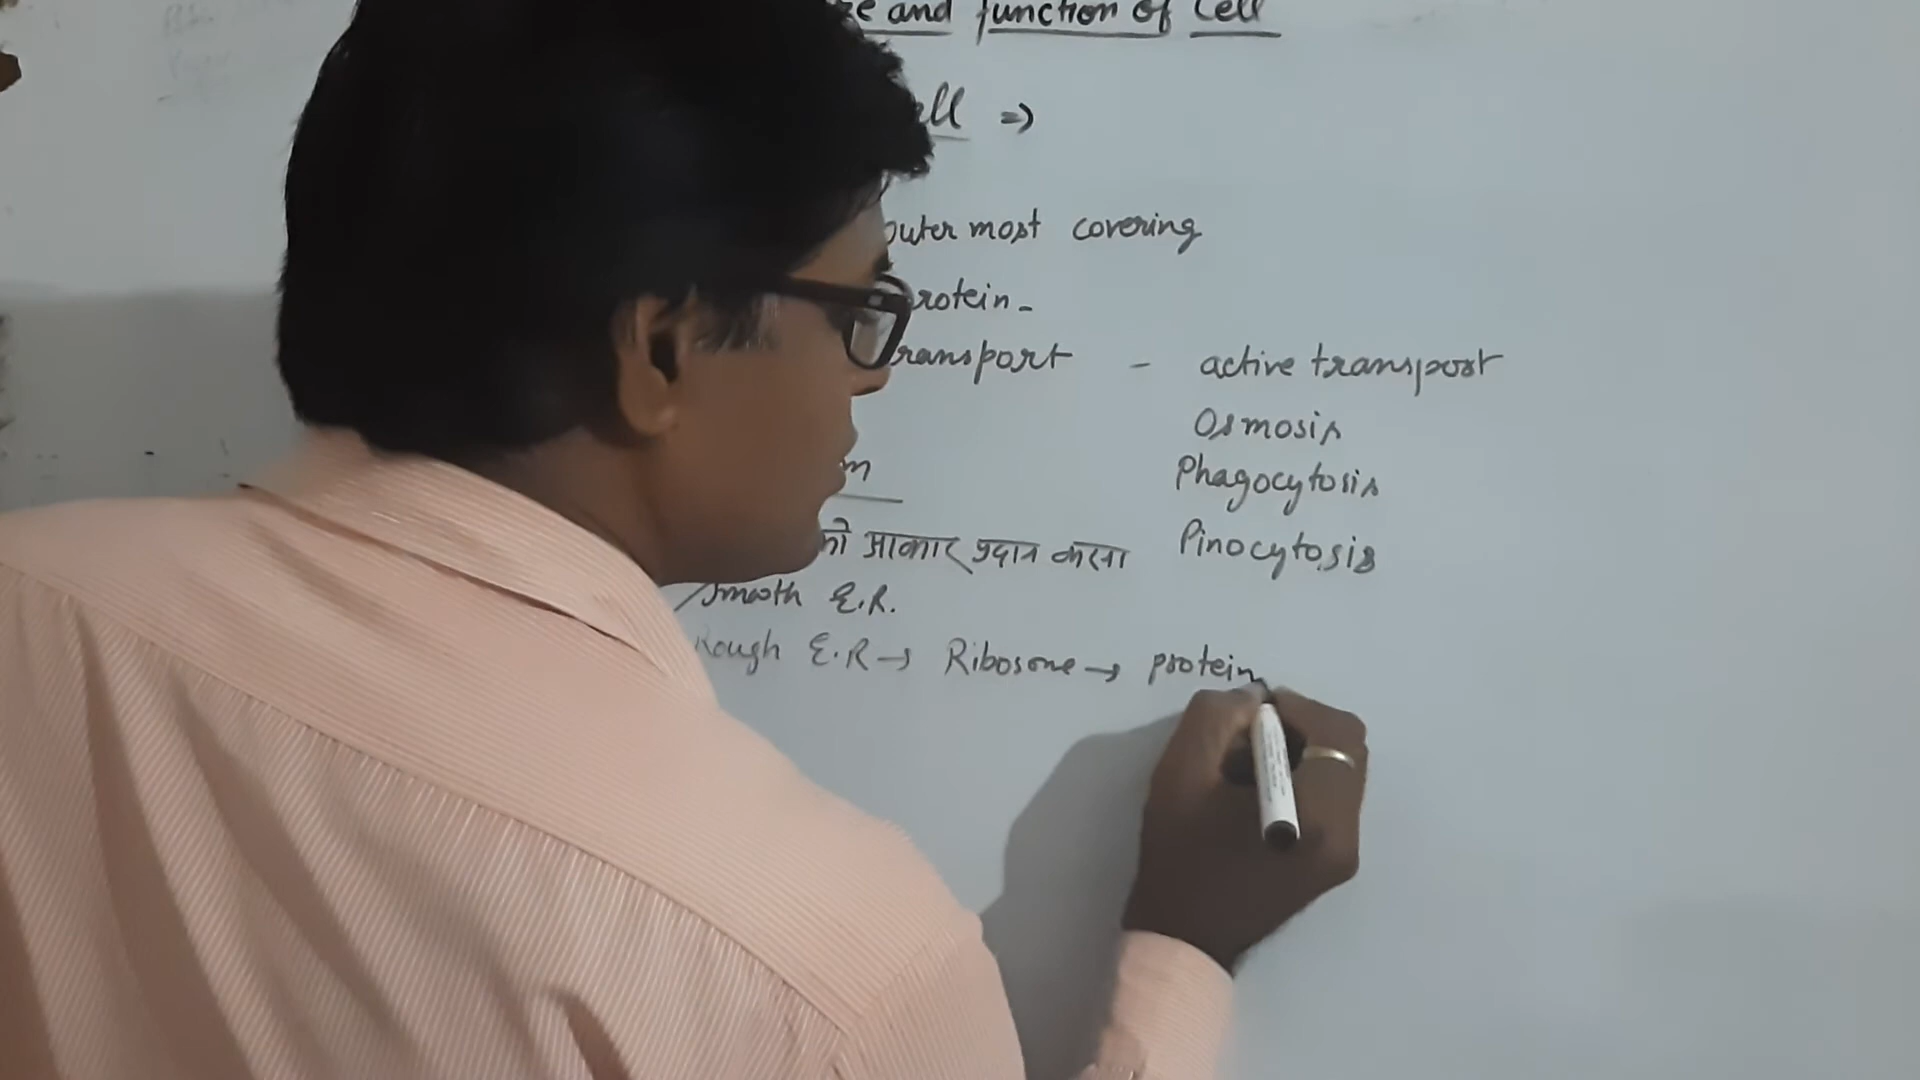 and function of Cell
ell ⇒
outer most covering
rotein -
ransport - active transport
Osmosis
Phagocytosis
m
को आकार प्रदान करना Pinocytosis
Smooth E.R.
Rough E.R → Ribosome → protein